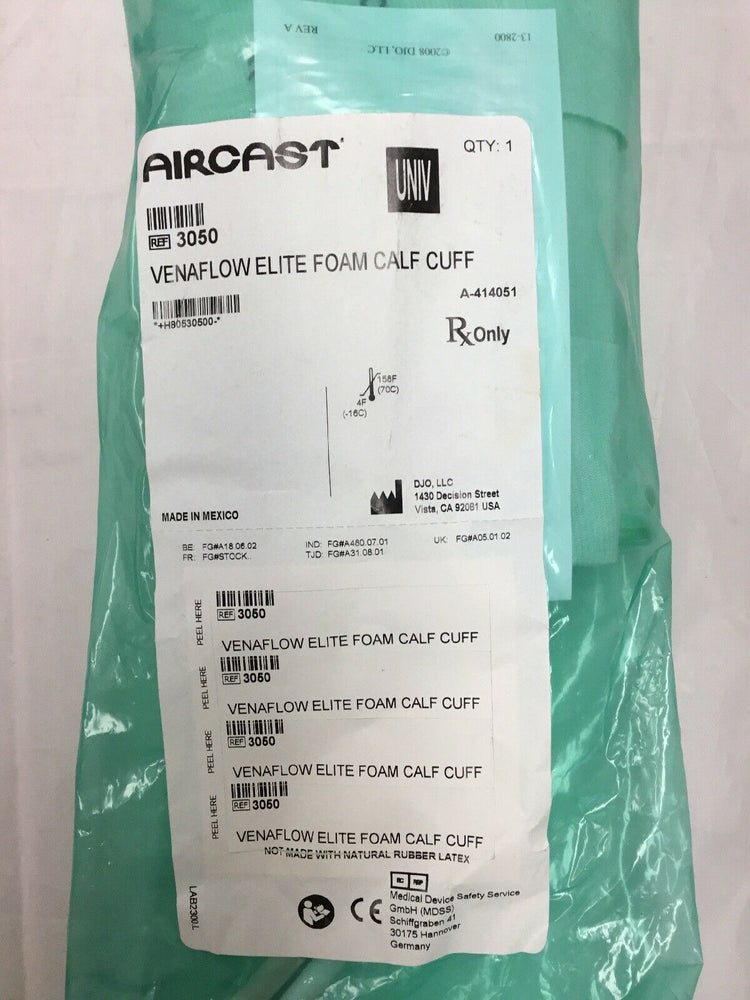 13-2800
REV A
©2008 DJO, LLC
AIRCAST
UNIV
QTY: 1
REF 3050
VENAFLOW ELITE FOAM CALF CUFF
A-414051
*+H80530500-*
Rx Only
158F
(70C)
4F
(-16C)
DJO, LLC
1430 Decision Street
Vista, CA 92081 USA
MADE IN MEXICO
BE: FG#A18.06.02
FR: FG#STOCK..
IND: FG#A460.07.01
TJD: FG#A31.08.01
UK: FG#A05.01.02
PEEL HERE
REF 3050
VENAFLOW ELITE FOAM CALF CUFF
PEEL HERE
REF 3050
VENAFLOW ELITE FOAM CALF CUFF
PEEL HERE
REF 3050
VENAFLOW ELITE FOAM CALF CUFF
PEEL HERE
REF 3050
VENAFLOW ELITE FOAM CALF CUFF
NOT MADE WITH NATURAL RUBBER LATEX
CE
EC REP
Medical Device Safety Service
GmbH (MDSS)
Schiffgraben 41
30175 Hannover
Germany